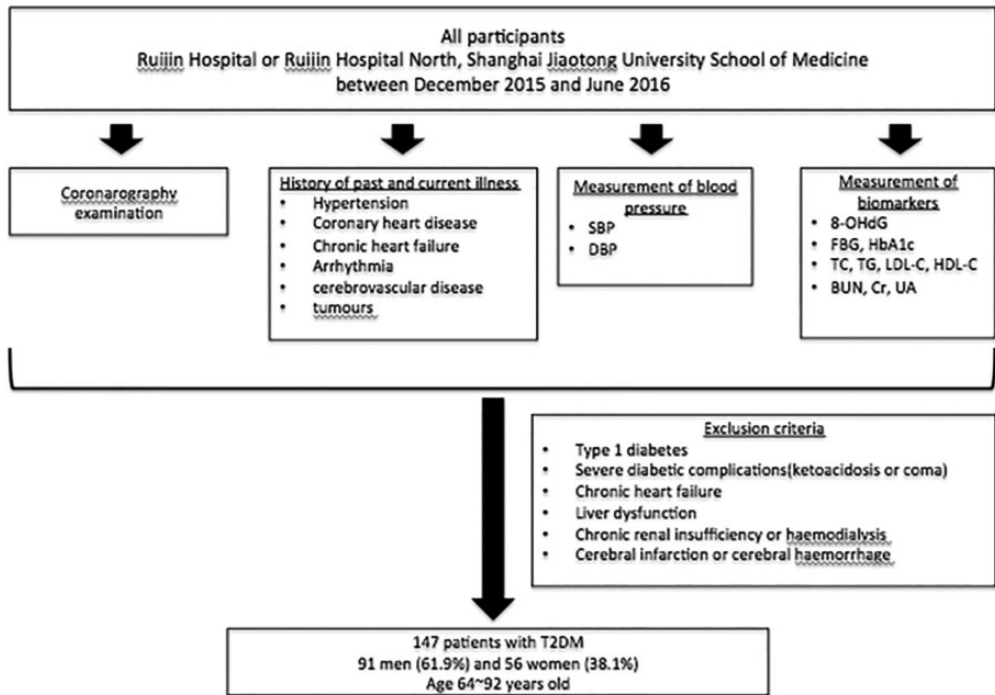 All participants
Ruijin Hospital or Ruijin Hospital North, Shanghai Jiaotong University School of Medicine
between December 2015 and June 2016
Coronarography
examination
History of past and current illness
• Hypertension
• Coronary heart disease
• Chronic heart failure
• Arrhythmia
• cerebrovascular disease
• tumours
Measurement of blood
pressure
• SBP
• DBP
Measurement of
biomarkers
• 8-OHdG
• FBG, HbA1c
• TC, TG, LDL-C, HDL-C
• BUN, Cr, UA
Exclusion criteria
• Type 1 diabetes
• Severe diabetic complications(ketoacidosis or coma)
• Chronic heart failure
• Liver dysfunction
• Chronic renal insufficiency or haemodialysis
• Cerebral infarction or cerebral haemorrhage
147 patients with T2DM
91 men (61.9%) and 56 women (38.1%)
Age 64~92 years old